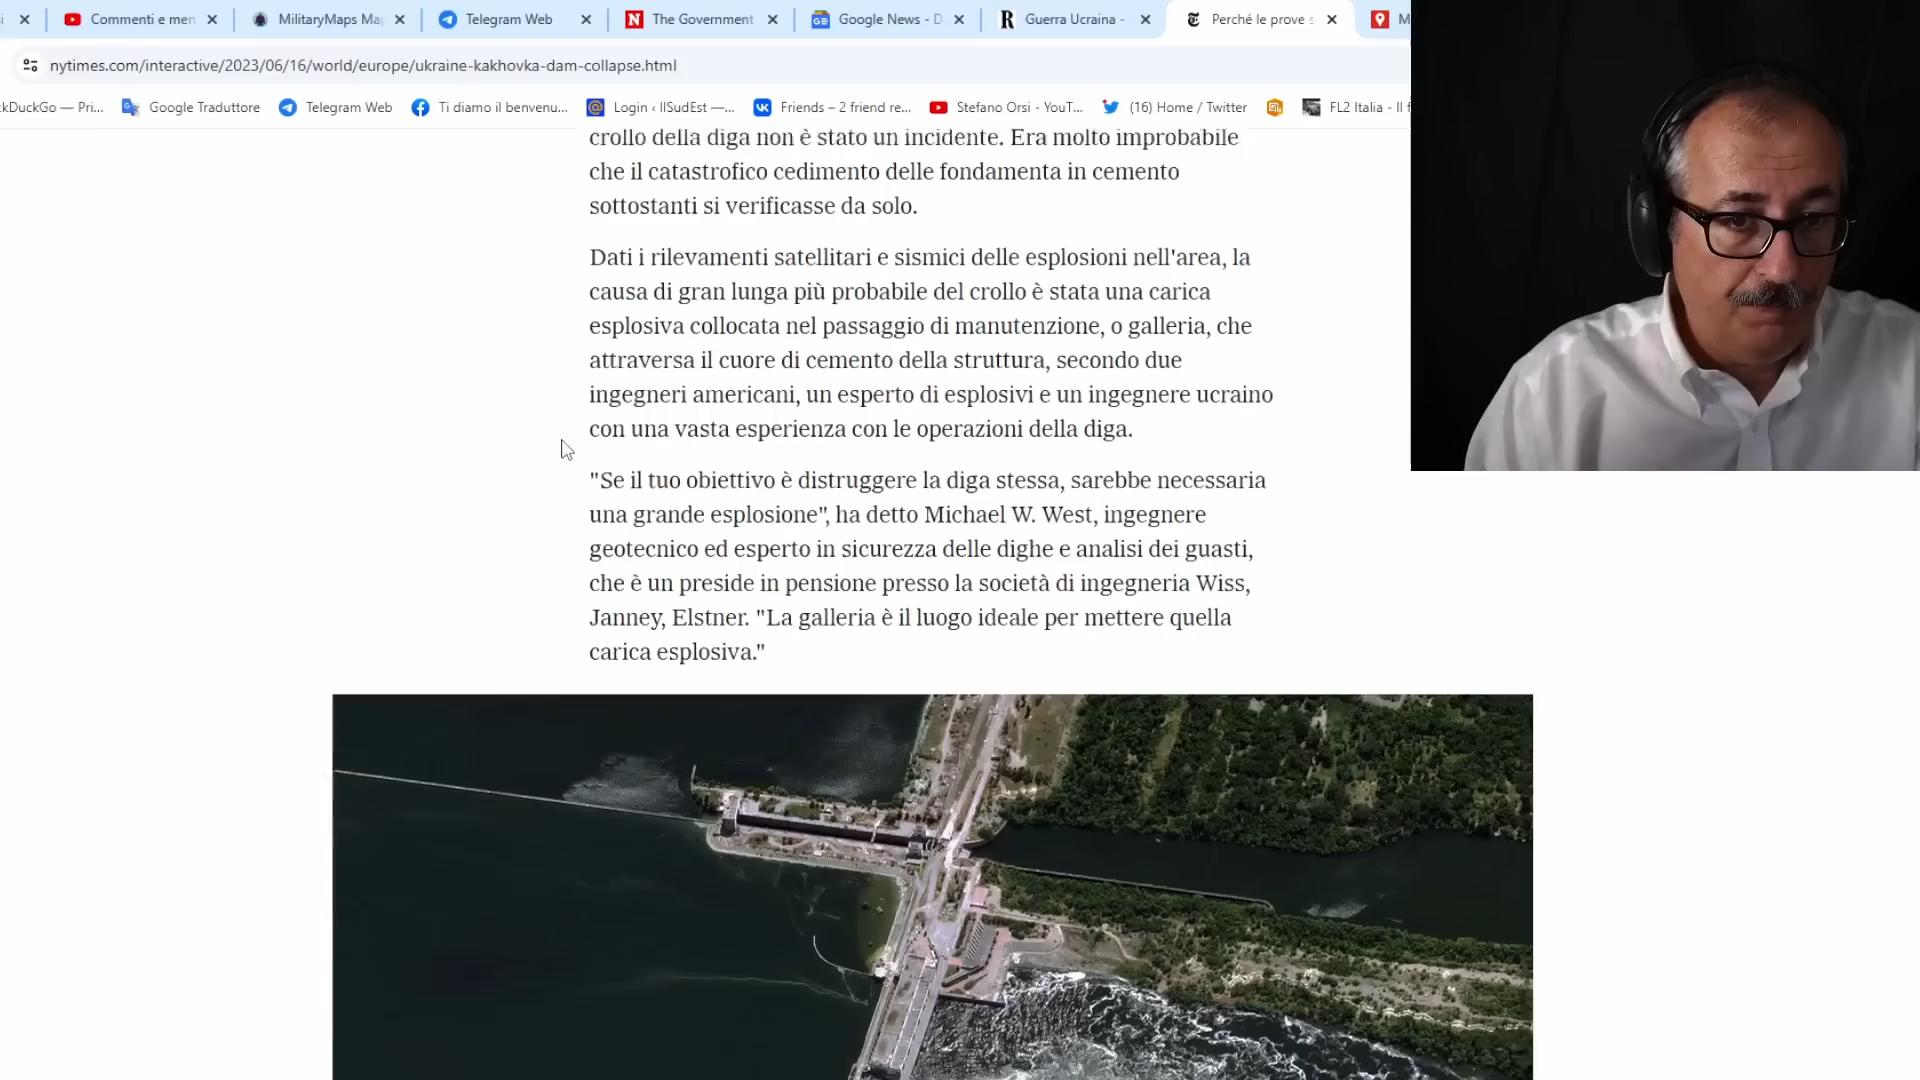 Commenti e men
MilitaryMaps Ma
Telegram Web
The Government
Google News - D
Guerra Ucraina -
Perché le prove s
M
nytimes.com/interactive/2023/06/16/world/europe/ukraine-kakhovka-dam-collapse.html
kDuckGo — Pri...
Google Traduttore
Telegram Web
Ti diamo il benvenu...
Login ‹ IlSudEst —...
Friends – 2 friend re...
Stefano Orsi - YouT...
(16) Home / Twitter
FL2 Italia - Il f
crollo della diga non è stato un incidente. Era molto improbabile
che il catastrofico cedimento delle fondamenta in cemento
sottostanti si verificasse da solo.
Dati i rilevamenti satellitari e sismici delle esplosioni nell'area, la
causa di gran lunga più probabile del crollo è stata una carica
esplosiva collocata nel passaggio di manutenzione, o galleria, che
attraversa il cuore di cemento della struttura, secondo due
ingegneri americani, un esperto di esplosivi e un ingegnere ucraino
con una vasta esperienza con le operazioni della diga.
"Se il tuo obiettivo è distruggere la diga stessa, sarebbe necessaria
una grande esplosione", ha detto Michael W. West, ingegnere
geotecnico ed esperto in sicurezza delle dighe e analisi dei guasti,
che è un preside in pensione presso la società di ingegneria Wiss,
Janney, Elstner. "La galleria è il luogo ideale per mettere quella
carica esplosiva."